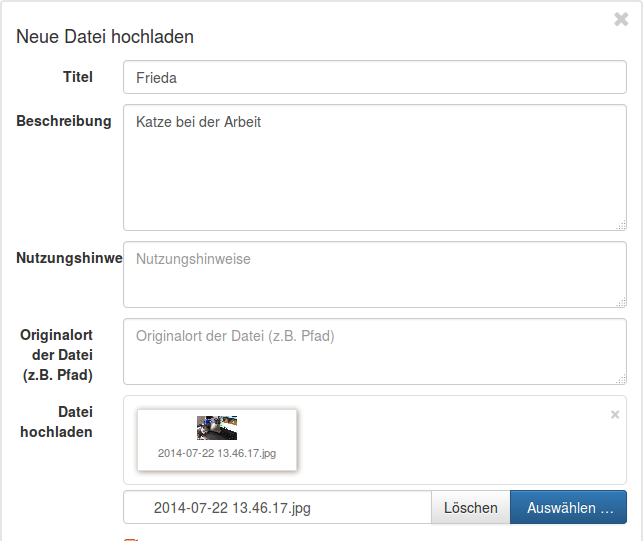 Neue Datei hochladen
Titel
Frieda
Beschreibung
Katze bei der Arbeit
Nutzungshinwe
Nutzungshinweise
Originalort
der Datei
(z.B. Pfad)
Originalort der Datei (z.B. Pfad)
Datei
hochladen
2014-07-22 13.46.17.jpg
2014-07-22 13.46.17.jpg
Löschen
Auswählen ...